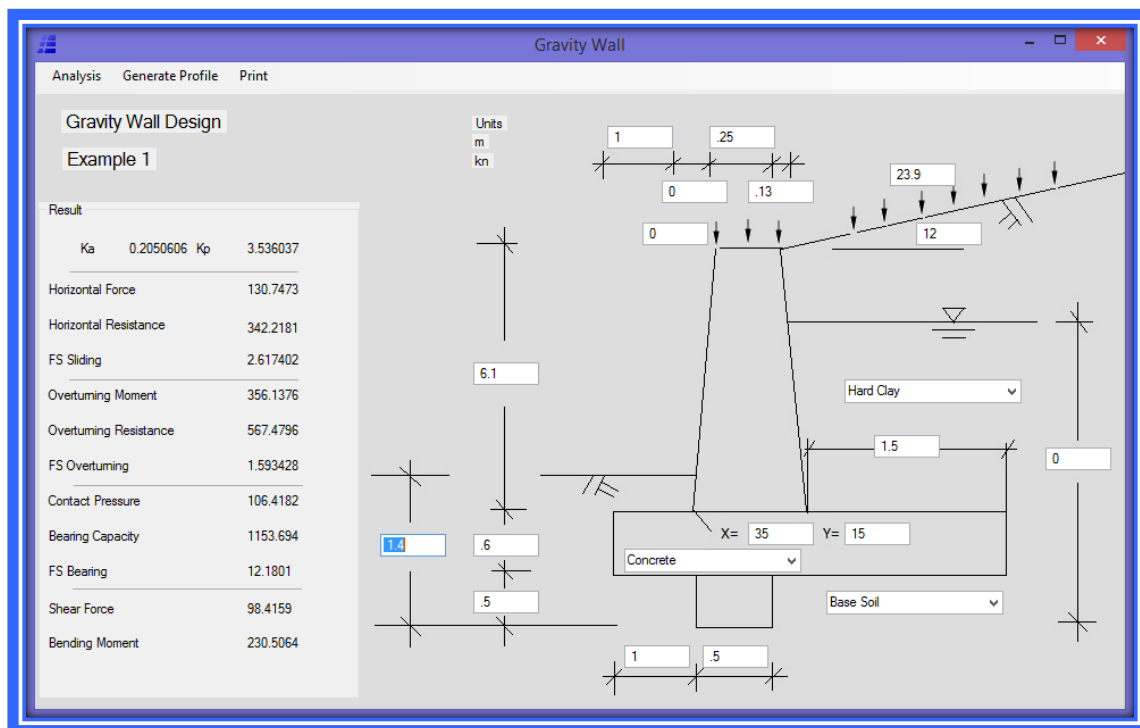 Gravity Wall
Analysis Generate Profile Print
Gravity Wall Design
Example 1
Units
m
kn
1 .25
0 .13
0
23.9
12
Result
Ka 0.2050606 Kp 3.536037
Horizontal Force 130.7473
Horizontal Resistance 342.2181
FS Sliding 2.617402
Overturning Moment 356.1376
Overturning Resistance 567.4796
FS Overturning 1.593428
Contact Pressure 106.4182
Bearing Capacity 1153.694
FS Bearing 12.1801
Shear Force 98.4159
Bending Moment 230.5064
6.1
Hard Clay
1.5
0
X= 35 Y= 15
1.4 .6
Concrete
.5
Base Soil
1 .5